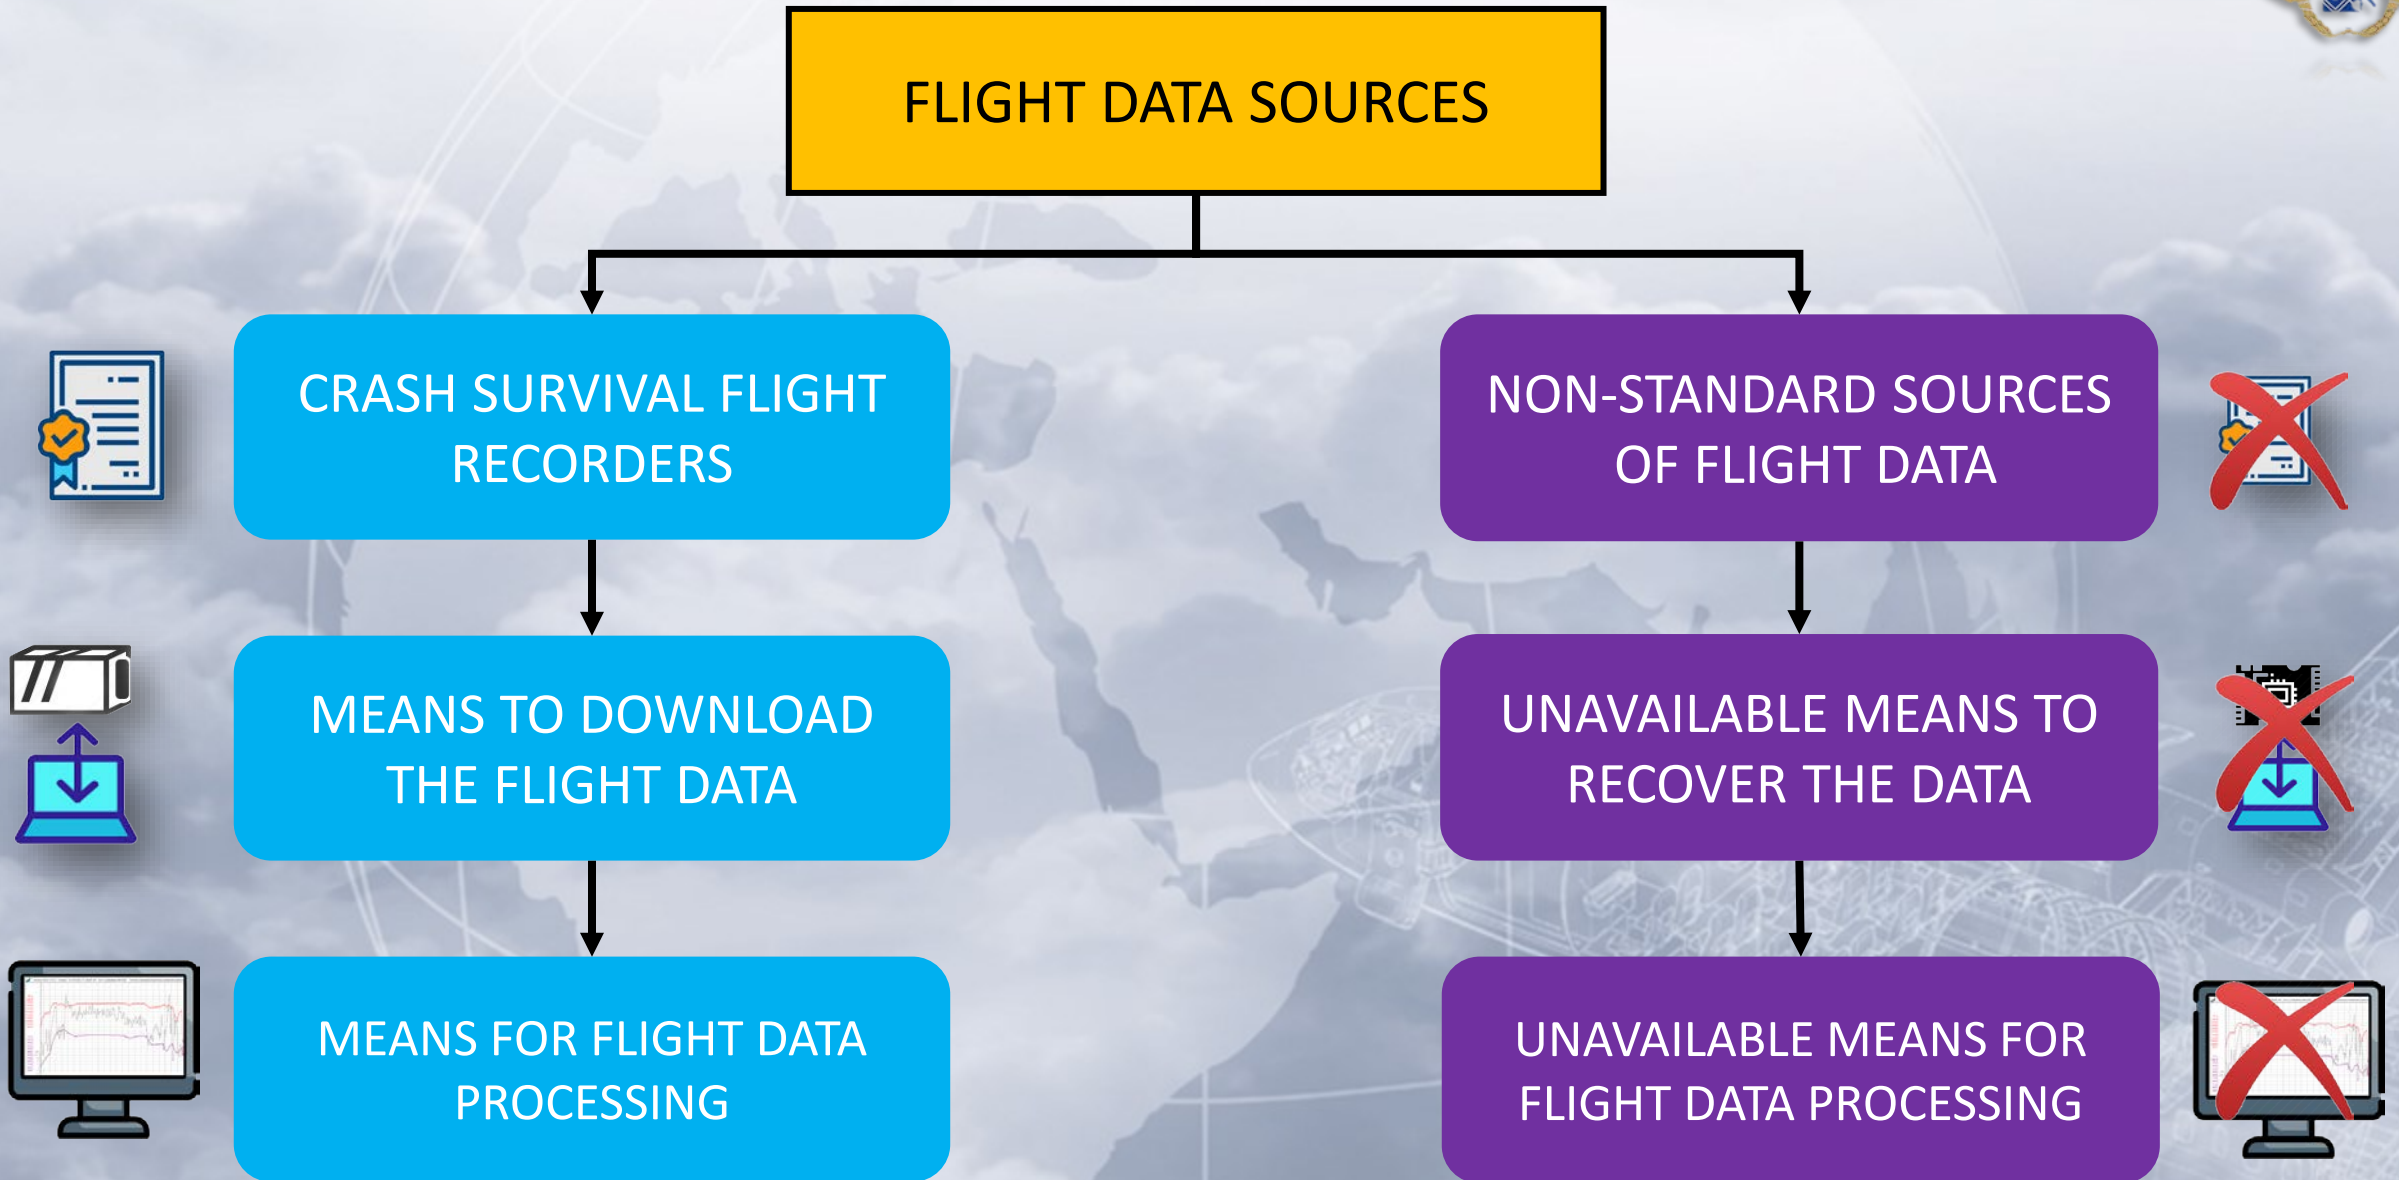 FLIGHT DATA SOURCES
CRASH SURVIVAL FLIGHT
RECORDERS
NON-STANDARD SOURCES
OF FLIGHT DATA
MEANS TO DOWNLOAD
THE FLIGHT DATA
UNAVAILABLE MEANS TO
RECOVER THE DATA
MEANS FOR FLIGHT DATA
PROCESSING
UNAVAILABLE MEANS FOR
FLIGHT DATA PROCESSING